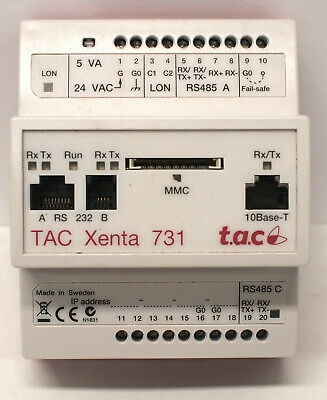 5 VA 1 2 3 4 5 6 7 8 9 10
LON 24 VAC G G0 C1 C2 RX/TX+ RX/TX- RX+ RX- G0
LON RS485 A Fail-safe
Rx Tx Run Rx Tx Rx/Tx
MMC
A RS 232 B 10Base-T
TAC Xenta 731 t.a.c
Made in Sweden RS485 C
IP address - - -
CE N1831 G0 G0 RX/TX+ RX/TX-
11 12 13 14 15 16 17 18 19 20